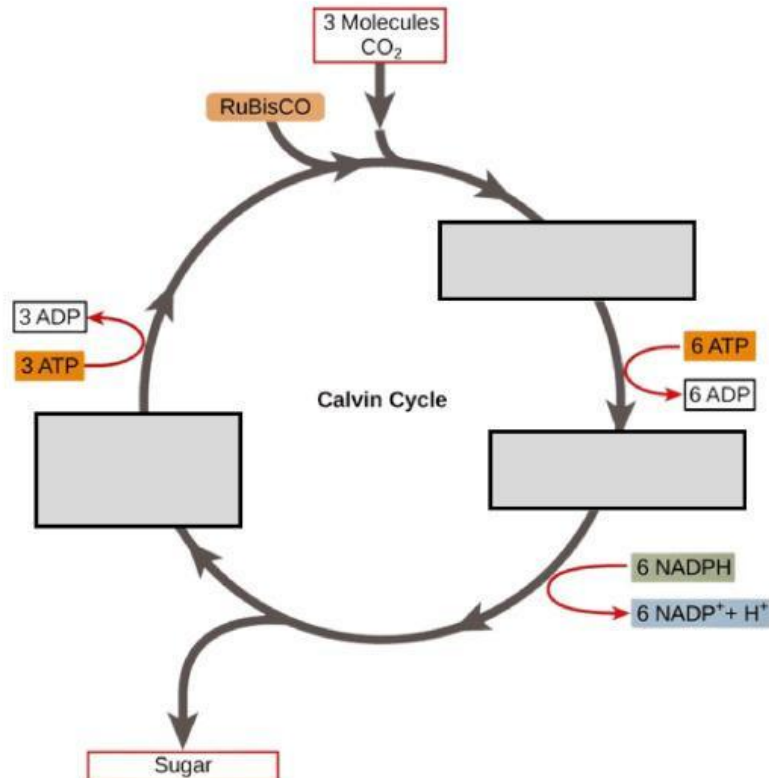 3 Molecules
CO₂
RuBisCO
3 ADP
3 ATP
6 ATP
6 ADP
Calvin Cycle
6 NADPH
6 NADP⁺+ H⁺
Sugar